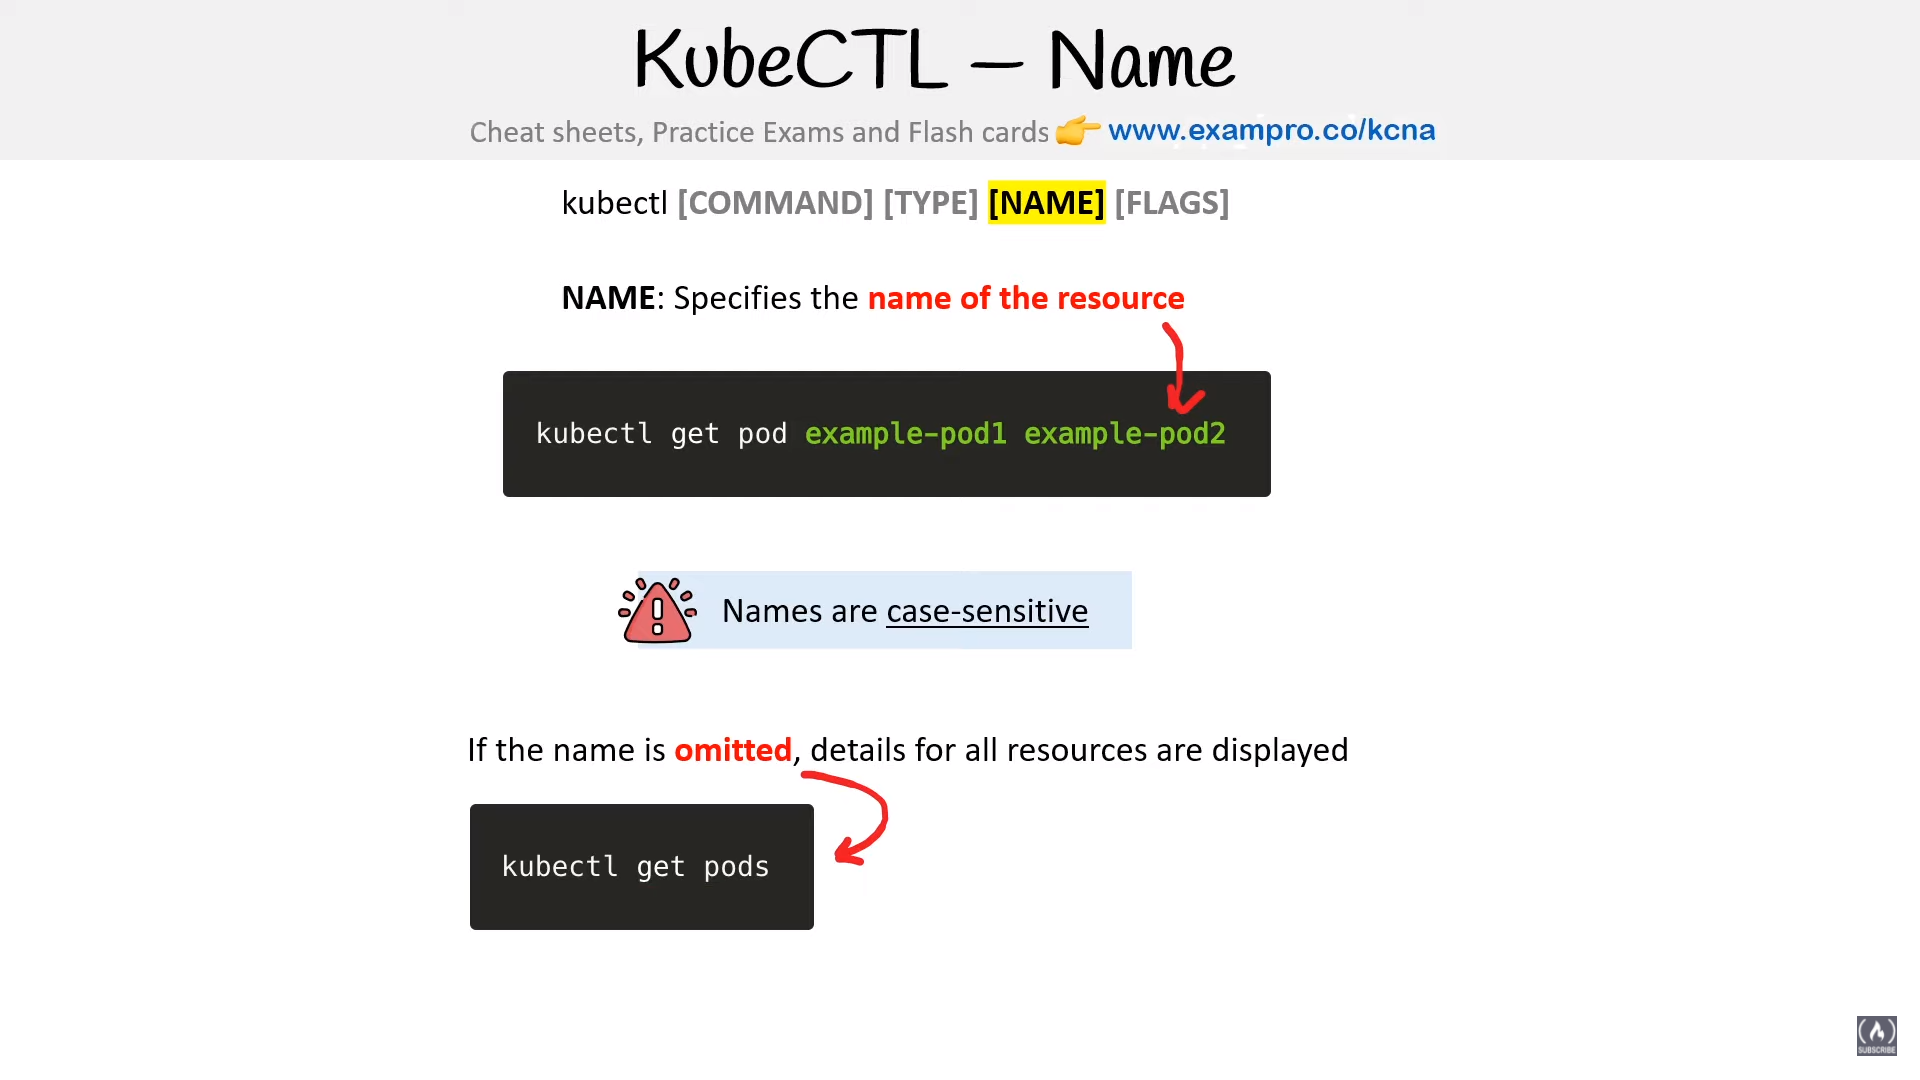 KubeCTL – Name
Cheat sheets, Practice Exams and Flash cards 👉 www.exampro.co/kcna
kubectl [COMMAND] [TYPE] [NAME] [FLAGS]
NAME: Specifies the name of the resource
kubectl get pod example-pod1 example-pod2
Names are case-sensitive
If the name is omitted, details for all resources are displayed
kubectl get pods
SUBSCRIBE